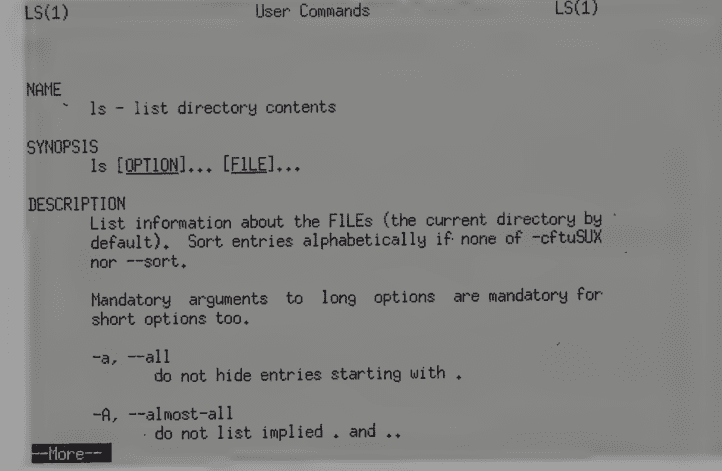 LS(1) User Commands LS(1)
NAME
ls - list directory contents
SYNOPSIS
ls [OPTION]... [FILE]...
DESCRIPTION
List information about the FILEs (the current directory by
default). Sort entries alphabetically if none of -cftuSUX
nor --sort.
Mandatory arguments to long options are mandatory for
short options too.
-a, --all
do not hide entries starting with .
-A, --almost-all
do not list implied . and ..
--More--